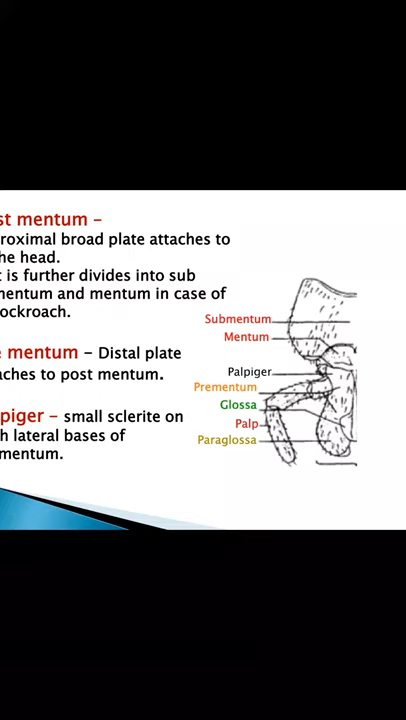 st mentum –
roximal broad plate attaches to
he head.
t is further divides into sub
mentum and mentum in case of
ockroach.
e mentum – Distal plate
aches to post mentum.
piger – small sclerite on
h lateral bases of
mentum.
Submentum
Mentum
Palpiger
Prementum
Glossa
Palp
Paraglossa